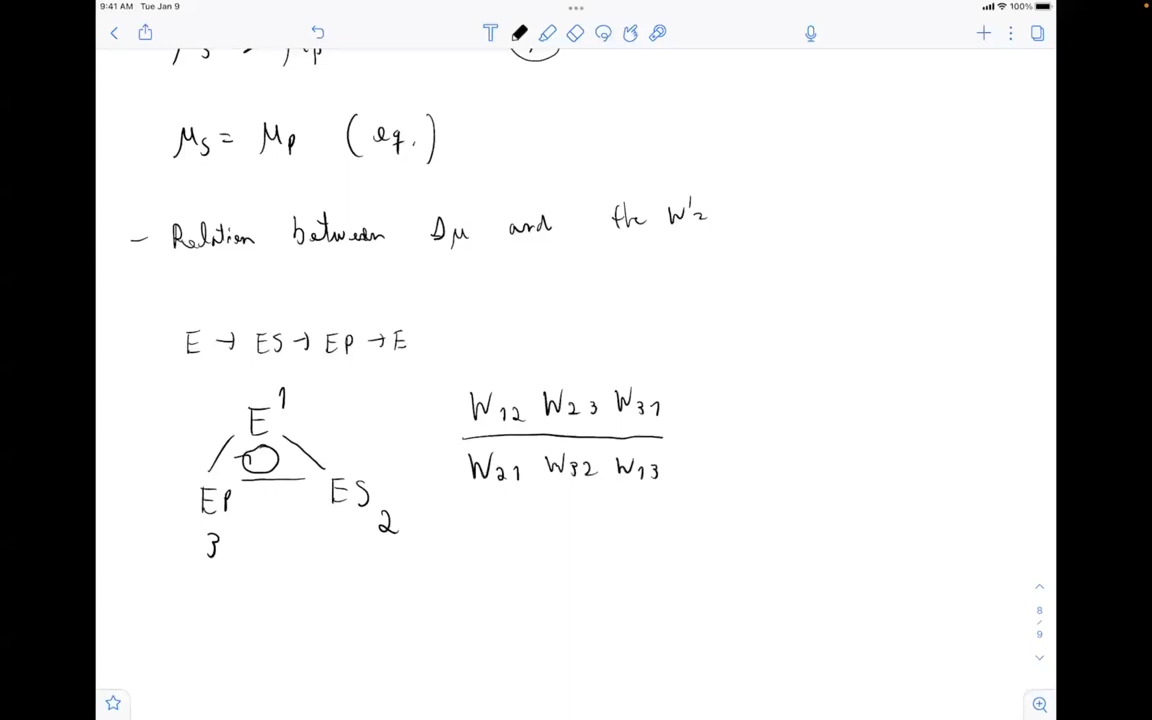 9:41 AM Tue Jan 9
100%
μs = μp (eq.)
- Relation between Δμ and the W's
E → ES → EP → E
E 1
EP
ES
3
2
W12 W23 W31
W21 W32 W13
8
/
9